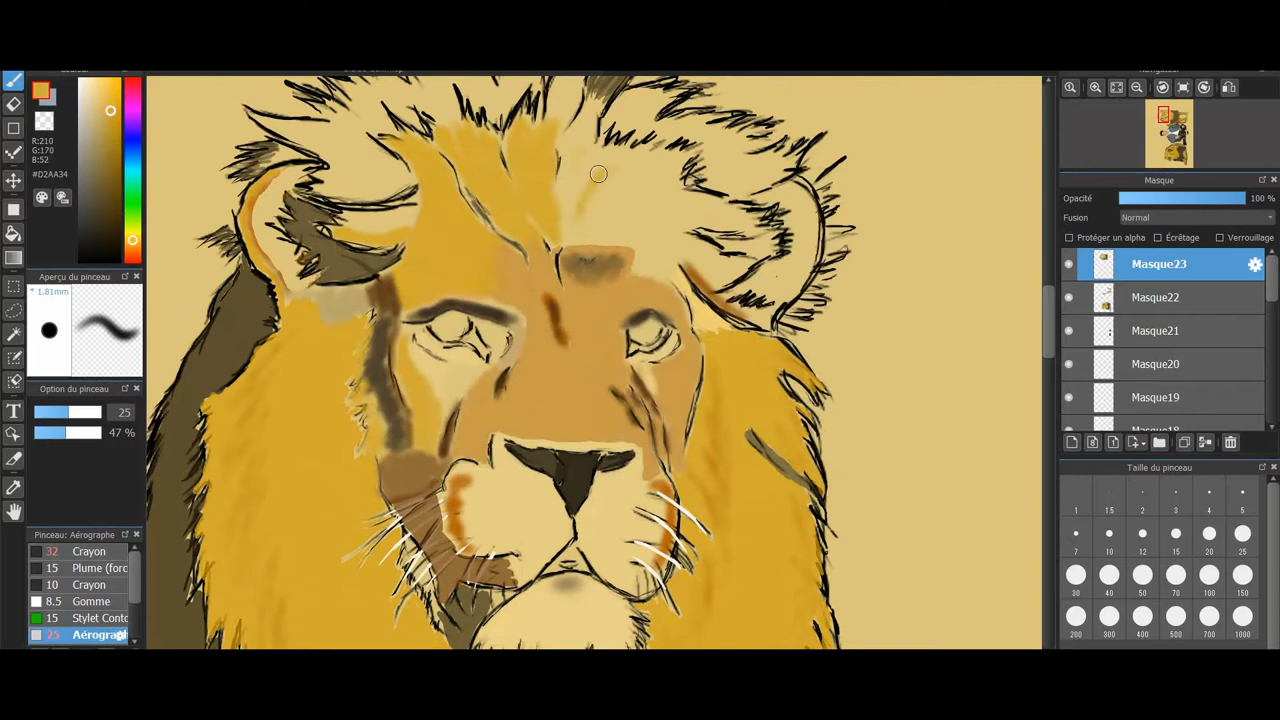 R:210
G:170
B:52
#D2AA34
Aperçu du pinceau
* 1.81mm
Option du pinceau
25
47 %
Pinceau: Aérographe
32 Crayon
15 Plume (forc
10 Crayon
8.5 Gomme
15 Stylet Conto
25 Aérograph
Masque
Opacité 100 %
Fusion Normal
Protéger un alpha Écrêtage Verrouillage
Masque23
Masque22
Masque21
Masque20
Masque19
Taille du pinceau
1 1.5 2 3 4 5
7 10 12 15 20 25
30 40 50 70 100 150
200 300 400 500 700 1000